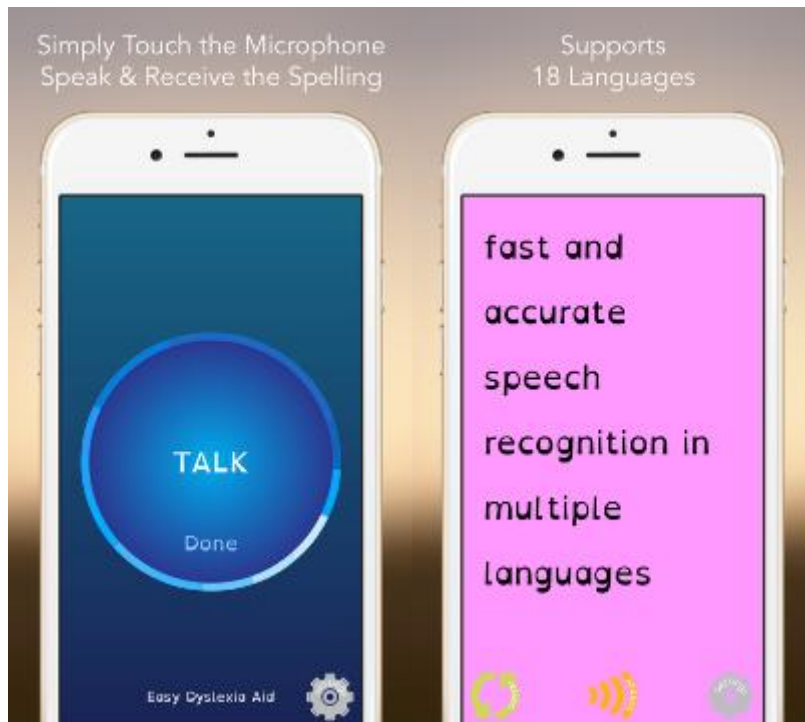 Simply Touch the Microphone
Speak & Receive the Spelling
TALK
Done
Easy Dyslexia Aid
Supports
18 Languages
fast and
accurate
speech
recognition in
multiple
languages